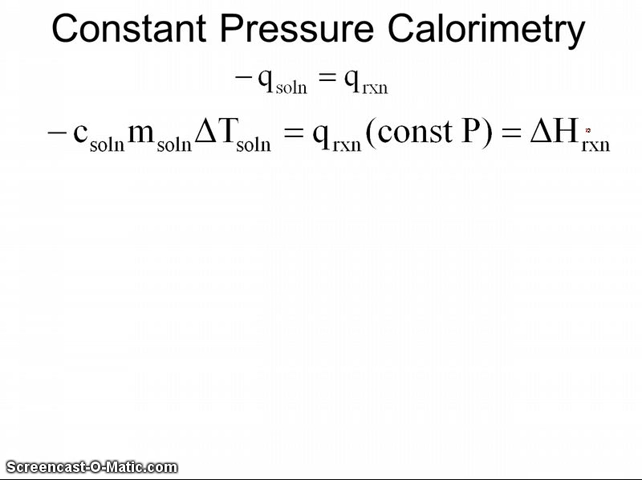 Constant Pressure Calorimetry
−q soln = q rxn
−c soln m soln ΔT soln = q rxn (const P) = ΔH rxn
Screencast-O-Matic.com